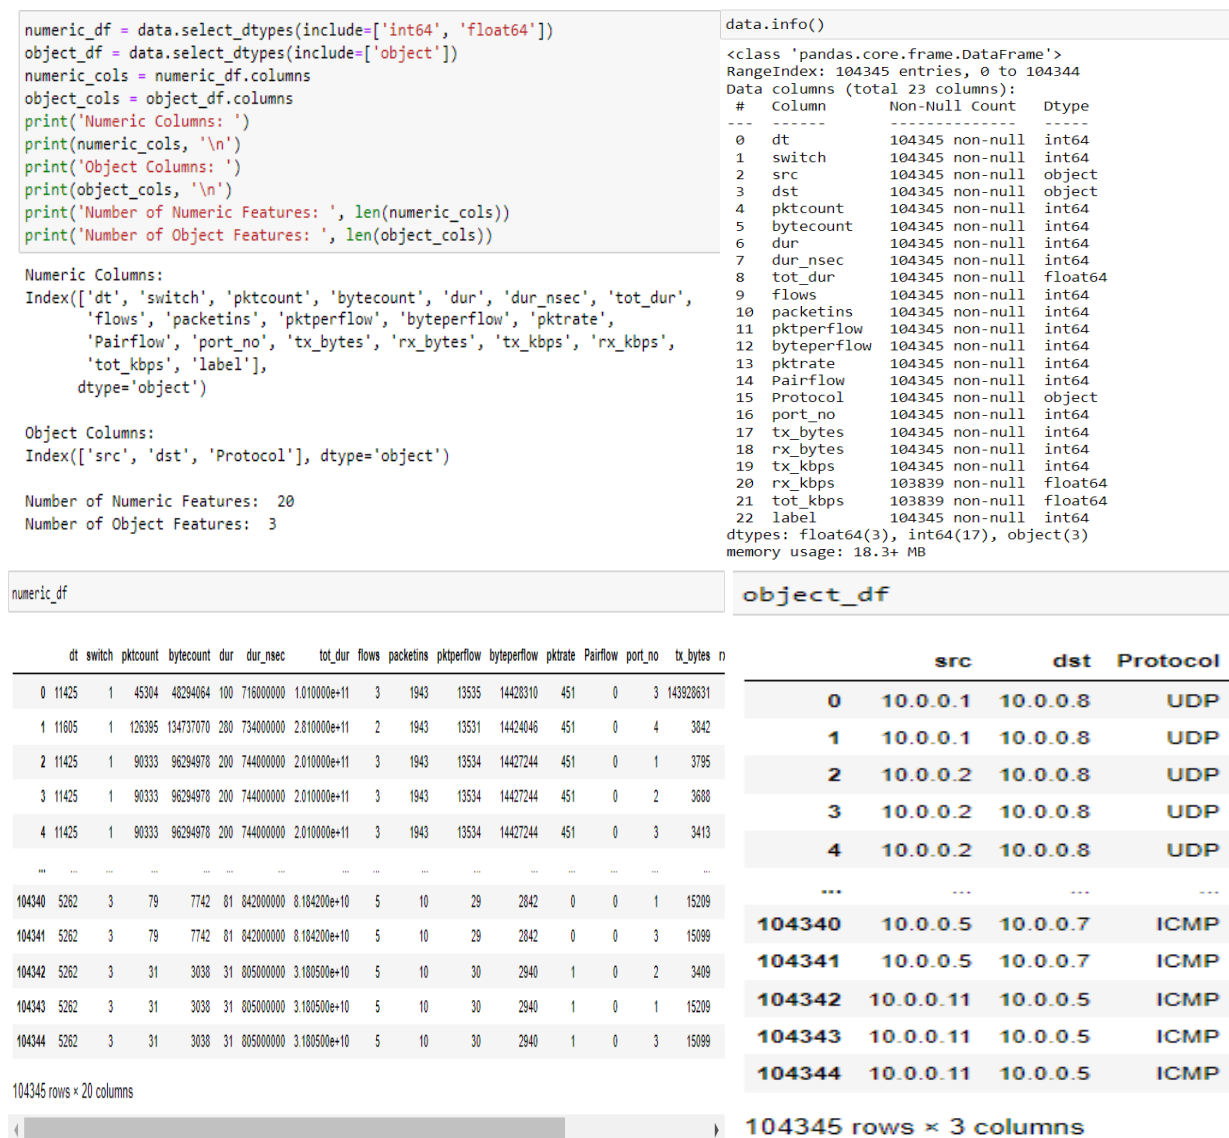 numeric_df = data.select_dtypes(include=['int64', 'float64'])
object_df = data.select_dtypes(include=['object'])
numeric_cols = numeric_df.columns
object_cols = object_df.columns
print('Numeric Columns: ')
print(numeric_cols, '\n')
print('Object Columns: ')
print(object_cols, '\n')
print('Number of Numeric Features: ', len(numeric_cols))
print('Number of Object Features: ', len(object_cols))
Numeric Columns:
Index(['dt', 'switch', 'pktcount', 'bytecount', 'dur', 'dur_nsec', 'tot_dur',
'flows', 'packetins', 'pktperflow', 'byteperflow', 'pktrate',
'Pairflow', 'port_no', 'tx_bytes', 'rx_bytes', 'tx_kbps', 'rx_kbps',
'tot_kbps', 'label'],
dtype='object')
Object Columns:
Index(['src', 'dst', 'Protocol'], dtype='object')
Number of Numeric Features:  20
Number of Object Features:  3
data.info()
<class 'pandas.core.frame.DataFrame'>
RangeIndex: 104345 entries, 0 to 104344
Data columns (total 23 columns):
#   Column       Non-Null Count   Dtype
---  ------       --------------   -----
0   dt           104345 non-null  int64
1   switch       104345 non-null  int64
2   src          104345 non-null  object
3   dst          104345 non-null  object
4   pktcount     104345 non-null  int64
5   bytecount    104345 non-null  int64
6   dur          104345 non-null  int64
7   dur_nsec     104345 non-null  int64
8   tot_dur      104345 non-null  float64
9   flows        104345 non-null  int64
10  packetins    104345 non-null  int64
11  pktperflow   104345 non-null  int64
12  byteperflow  104345 non-null  int64
13  pktrate      104345 non-null  int64
14  Pairflow     104345 non-null  int64
15  Protocol     104345 non-null  object
16  port_no      104345 non-null  int64
17  tx_bytes     104345 non-null  int64
18  rx_bytes     104345 non-null  int64
19  tx_kbps      104345 non-null  int64
20  rx_kbps      103839 non-null  float64
21  tot_kbps     103839 non-null  float64
22  label        104345 non-null  int64
dtypes: float64(3), int64(17), object(3)
memory usage: 18.3+ MB
numeric_df
dt switch pktcount bytecount dur dur_nsec tot_dur flows packetins pktperflow byteperflow pktrate Pairflow port_no tx_bytes
0 11425 1 45304 48294064 100 716000000 1.010000e+11 3 1943 13535 14428310 451 0 3 143928631
1 11605 1 126395 134737070 280 734000000 2.810000e+11 2 1943 13531 14424046 451 0 4 3842
2 11425 1 90333 96294978 200 744000000 2.010000e+11 3 1943 13534 14427244 451 0 1 3795
3 11425 1 90333 96294978 200 744000000 2.010000e+11 3 1943 13534 14427244 451 0 2 3688
4 11425 1 90333 96294978 200 744000000 2.010000e+11 3 1943 13534 14427244 451 0 3 3413
... ... ... ... ... ... ... ... ... ... ... ... ... ... ... ...
104340 5262 3 79 7742 81 842000000 8.184200e+10 5 10 29 2842 0 0 1 15209
104341 5262 3 79 7742 81 842000000 8.184200e+10 5 10 29 2842 0 0 3 15099
104342 5262 3 31 3038 31 805000000 3.180500e+10 5 10 30 2940 1 0 2 3409
104343 5262 3 31 3038 31 805000000 3.180500e+10 5 10 30 2940 1 0 1 15209
104344 5262 3 31 3038 31 805000000 3.180500e+10 5 10 30 2940 1 0 3 15099
104345 rows × 20 columns
object_df
src dst Protocol
0 10.0.0.1 10.0.0.8 UDP
1 10.0.0.1 10.0.0.8 UDP
2 10.0.0.2 10.0.0.8 UDP
3 10.0.0.2 10.0.0.8 UDP
4 10.0.0.2 10.0.0.8 UDP
... ... ... ...
104340 10.0.0.5 10.0.0.7 ICMP
104341 10.0.0.5 10.0.0.7 ICMP
104342 10.0.0.11 10.0.0.5 ICMP
104343 10.0.0.11 10.0.0.5 ICMP
104344 10.0.0.11 10.0.0.5 ICMP
104345 rows × 3 columns